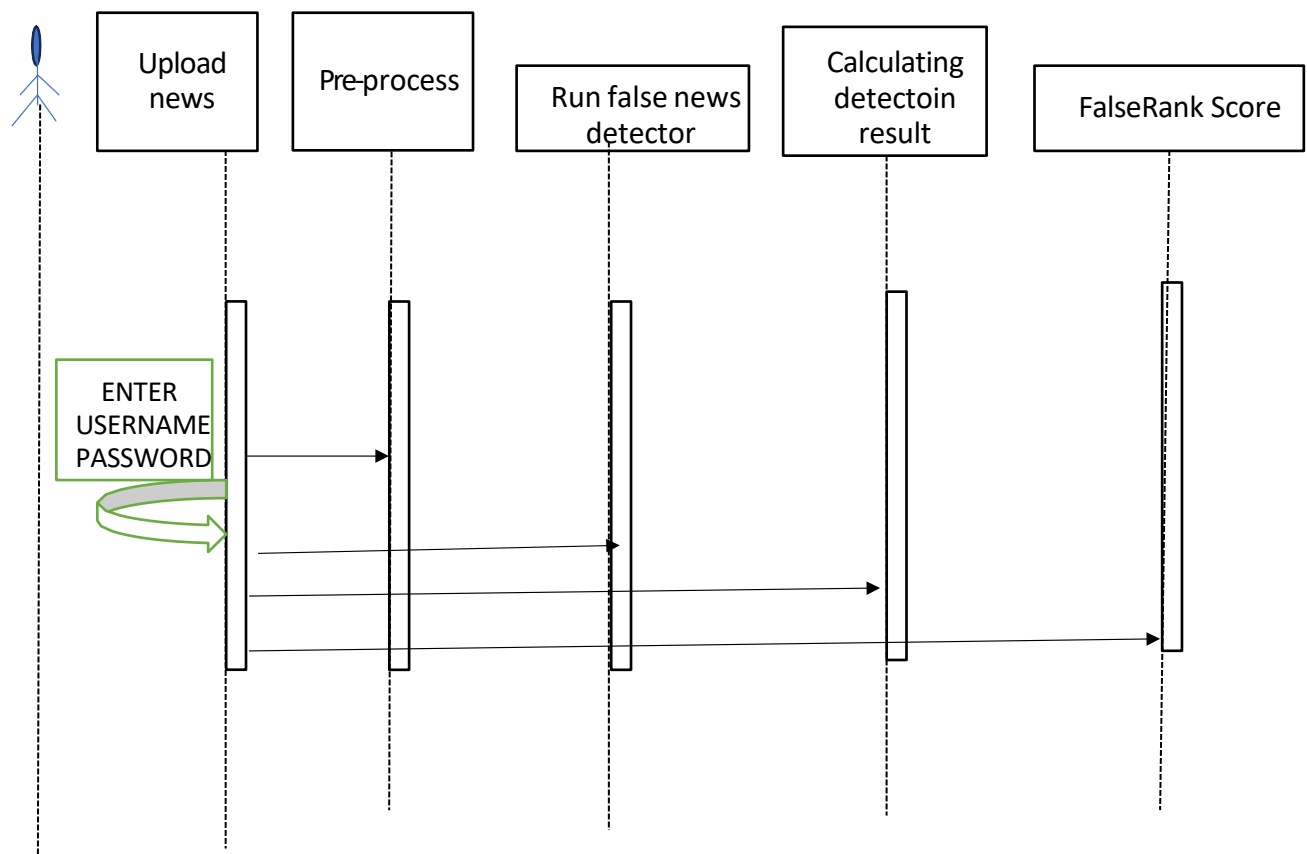 Upload
news
Pre-process
Run false news
detector
Calculating
detectoin
result
FalseRank Score
ENTER
USERNAME
PASSWORD